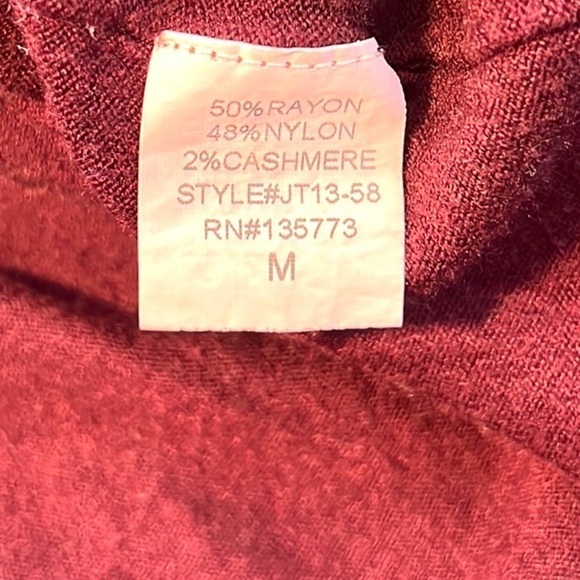 50%RAYON
48%NYLON
2%CASHMERE
STYLE#JT13-58
RN#135773
M